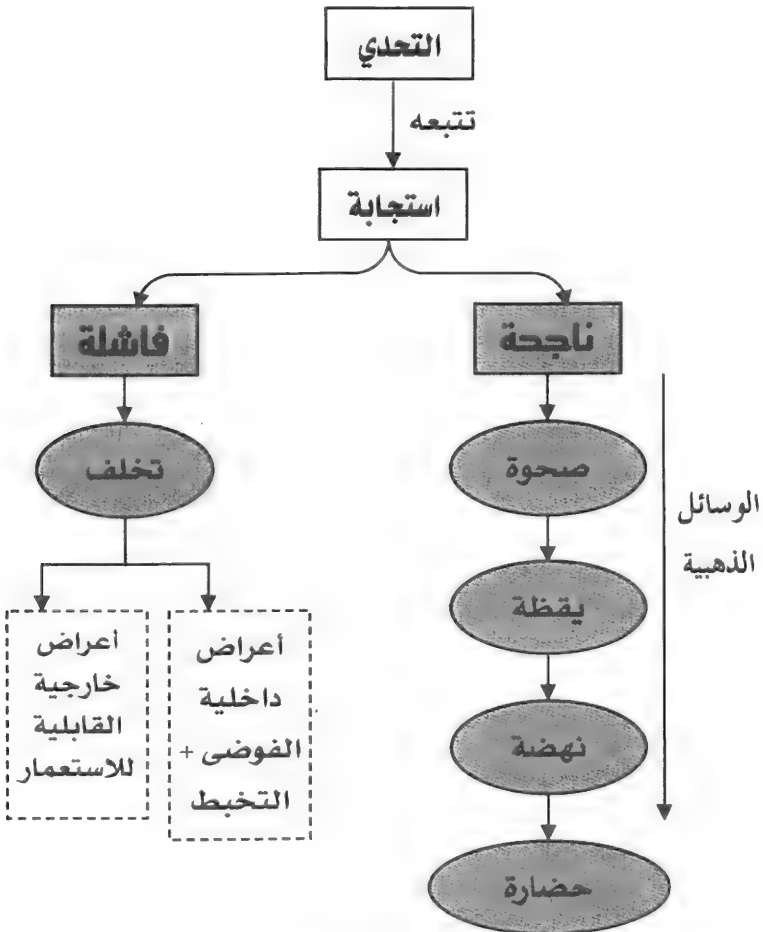 التحدي
تتبعه
استجابة
ناجحة
صحوة
يقظة
نهضة
حضارة
الوسائل
الذهبية
فاشلة
تخلف
أعراض
داخلية
الفوضى +
التخبط
أعراض
خارجية
القابلية
للاستعمار